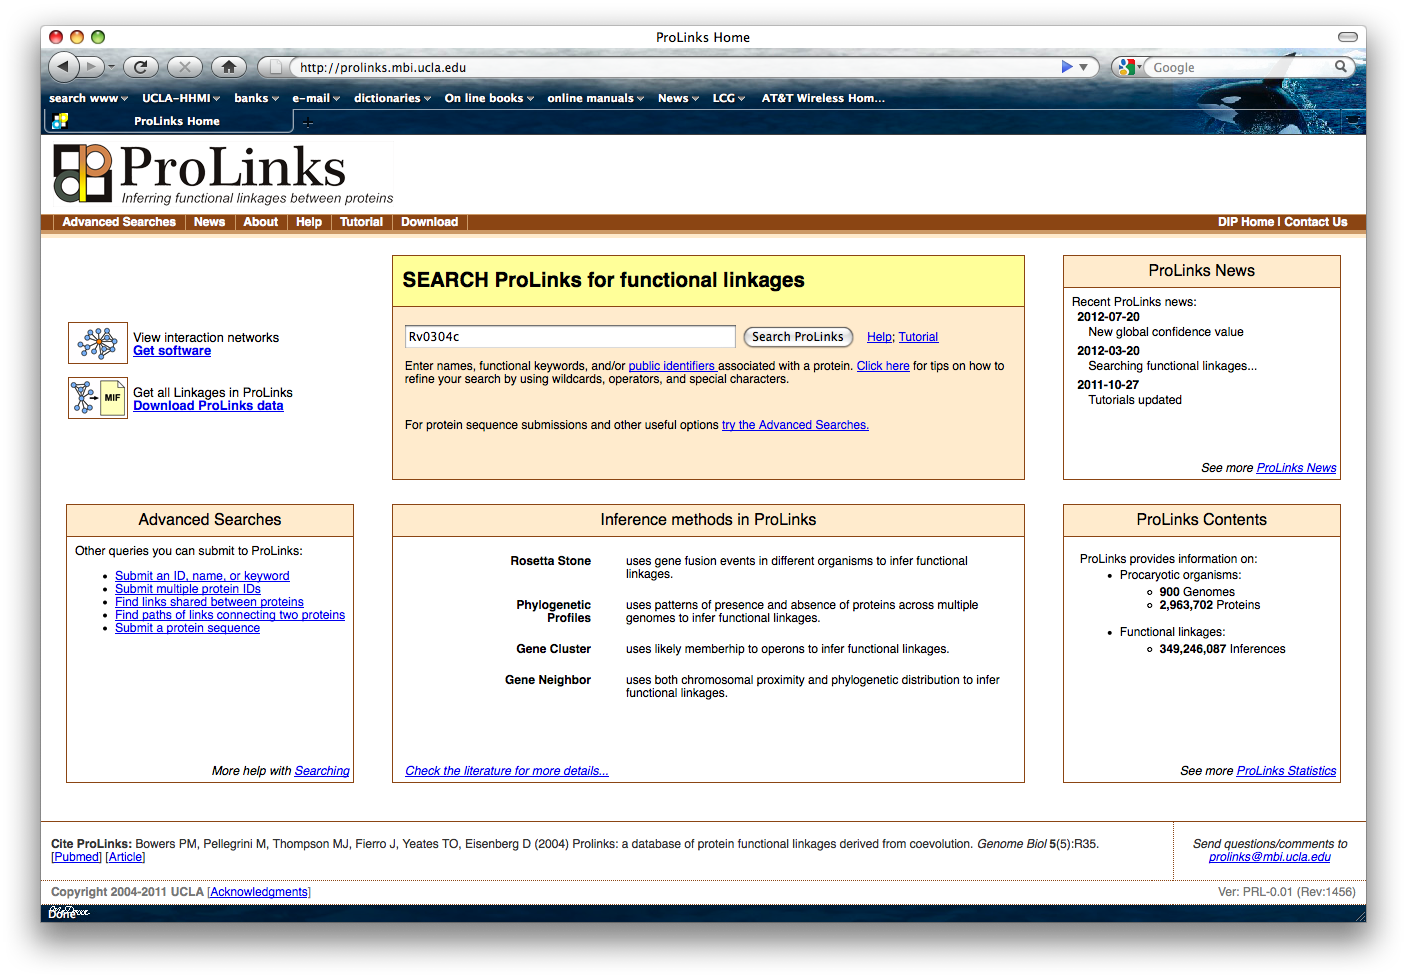 ProLinks Home
http://prolinks.mbi.ucla.edu
Google
search www UCLA-HHMI banks e-mail dictionaries On line books online manuals News LCG AT&T Wireless Hom...
ProLinks Home
ProLinks
Inferring functional linkages between proteins
Advanced Searches News About Help Tutorial Download DIP Home | Contact Us
View interaction networks
Get software
MIF
Get all Linkages in ProLinks
Download ProLinks data
SEARCH ProLinks for functional linkages
Rv0304c Search ProLinks Help; Tutorial
Enter names, functional keywords, and/or public identifiers associated with a protein. Click here for tips on how to
refine your search by using wildcards, operators, and special characters.
For protein sequence submissions and other useful options try the Advanced Searches.
ProLinks News
Recent ProLinks news:
2012-07-20
New global confidence value
2012-03-20
Searching functional linkages...
2011-10-27
Tutorials updated
See more ProLinks News
Advanced Searches
Other queries you can submit to ProLinks:
• Submit an ID, name, or keyword
• Submit multiple protein IDs
• Find links shared between proteins
• Find paths of links connecting two proteins
• Submit a protein sequence
More help with Searching
Inference methods in ProLinks
Rosetta Stone uses gene fusion events in different organisms to infer functional
linkages.
Phylogenetic uses patterns of presence and absence of proteins across multiple
Profiles genomes to infer functional linkages.
Gene Cluster uses likely memberhip to operons to infer functional linkages.
Gene Neighbor uses both chromosomal proximity and phylogenetic distribution to infer
functional linkages.
Check the literature for more details...
ProLinks Contents
ProLinks provides information on:
• Procaryotic organisms:
◦ 900 Genomes
◦ 2,963,702 Proteins
• Functional linkages:
◦ 349,246,087 Inferences
See more ProLinks Statistics
Cite ProLinks: Bowers PM, Pellegrini M, Thompson MJ, Fierro J, Yeates TO, Eisenberg D (2004) Prolinks: a database of protein functional linkages derived from coevolution. Genome Biol 5(5):R35.
[Pubmed] [Article]
Send questions/comments to
prolinks@mbi.ucla.edu
Copyright 2004-2011 UCLA [Acknowledgments] Ver: PRL-0.01 (Rev:1456)
Done